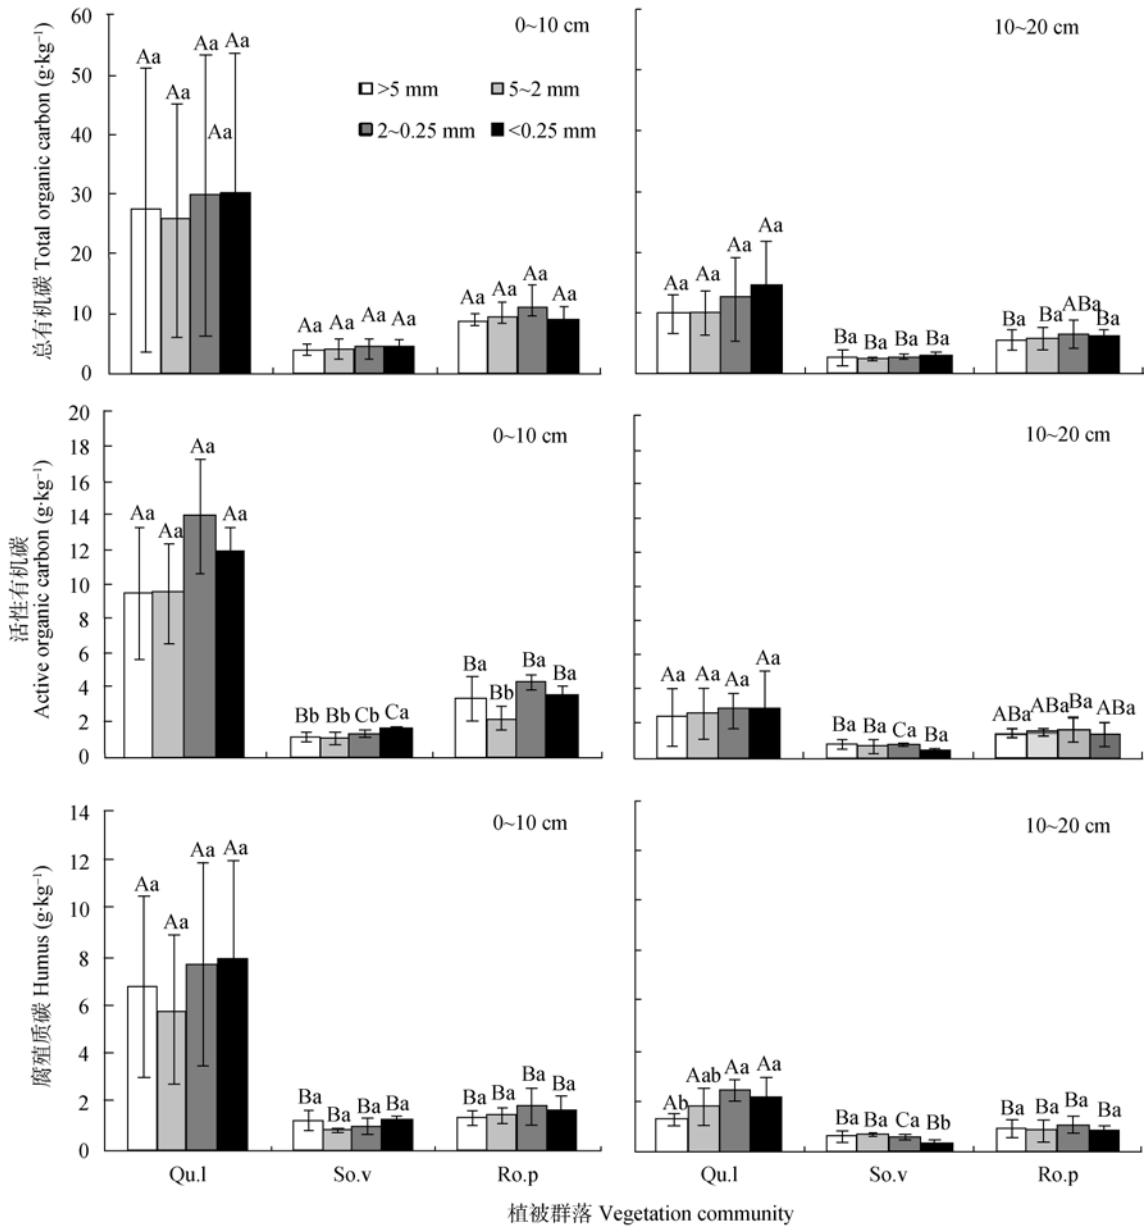 总有机碳 Total organic carbon (g·kg⁻¹)
60
50
40
30
20
10
0
0~10 cm
>5 mm
5~2 mm
2~0.25 mm
<0.25 mm
Aa Aa Aa Aa
Aa
Aa Aa Aa Aa
Aa Aa Aa Aa
10~20 cm
Aa Aa Aa Aa
Ba Ba Ba Ba
Ba Ba ABa Ba
活性有机碳
Active organic carbon (g·kg⁻¹)
20
18
16
14
12
10
8
6
4
2
0
0~10 cm
Aa Aa Aa Aa
Bb Bb Cb Ca
Ba Bb Ba Ba
10~20 cm
Aa Aa Aa Aa
Ba Ba Ca Ba
ABa ABa Ba ABa
腐殖质碳 Humus (g·kg⁻¹)
14
12
10
8
6
4
2
0
0~10 cm
Aa Aa Aa Aa
Ba Ba Ba Ba
Ba Ba Ba Ba
10~20 cm
Ab Aab Aa Aa
Ba Ba Ca Bb
Ba Ba Ba Ba
Qu.l So.v Ro.p
Qu.l So.v Ro.p
植被群落 Vegetation community